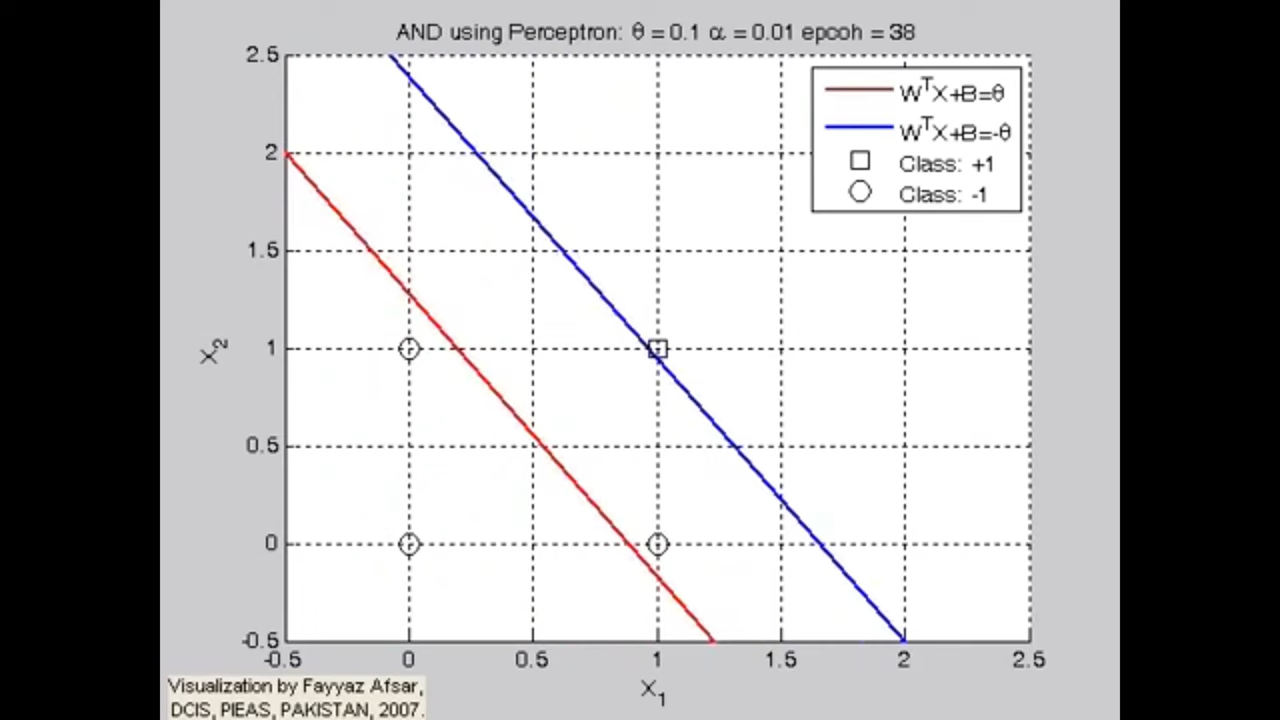 AND using Perceptron: θ = 0.1 α = 0.01 epcoh = 38
2.5
2
1.5
1
0.5
0
-0.5
X2
WTX+B=θ
WTX+B=-θ
Class: +1
Class: -1
-0.5 0 0.5 1 1.5 2 2.5
X1
Visualization by Fayyaz Afsar,
DCIS, PIEAS, PAKISTAN, 2007.